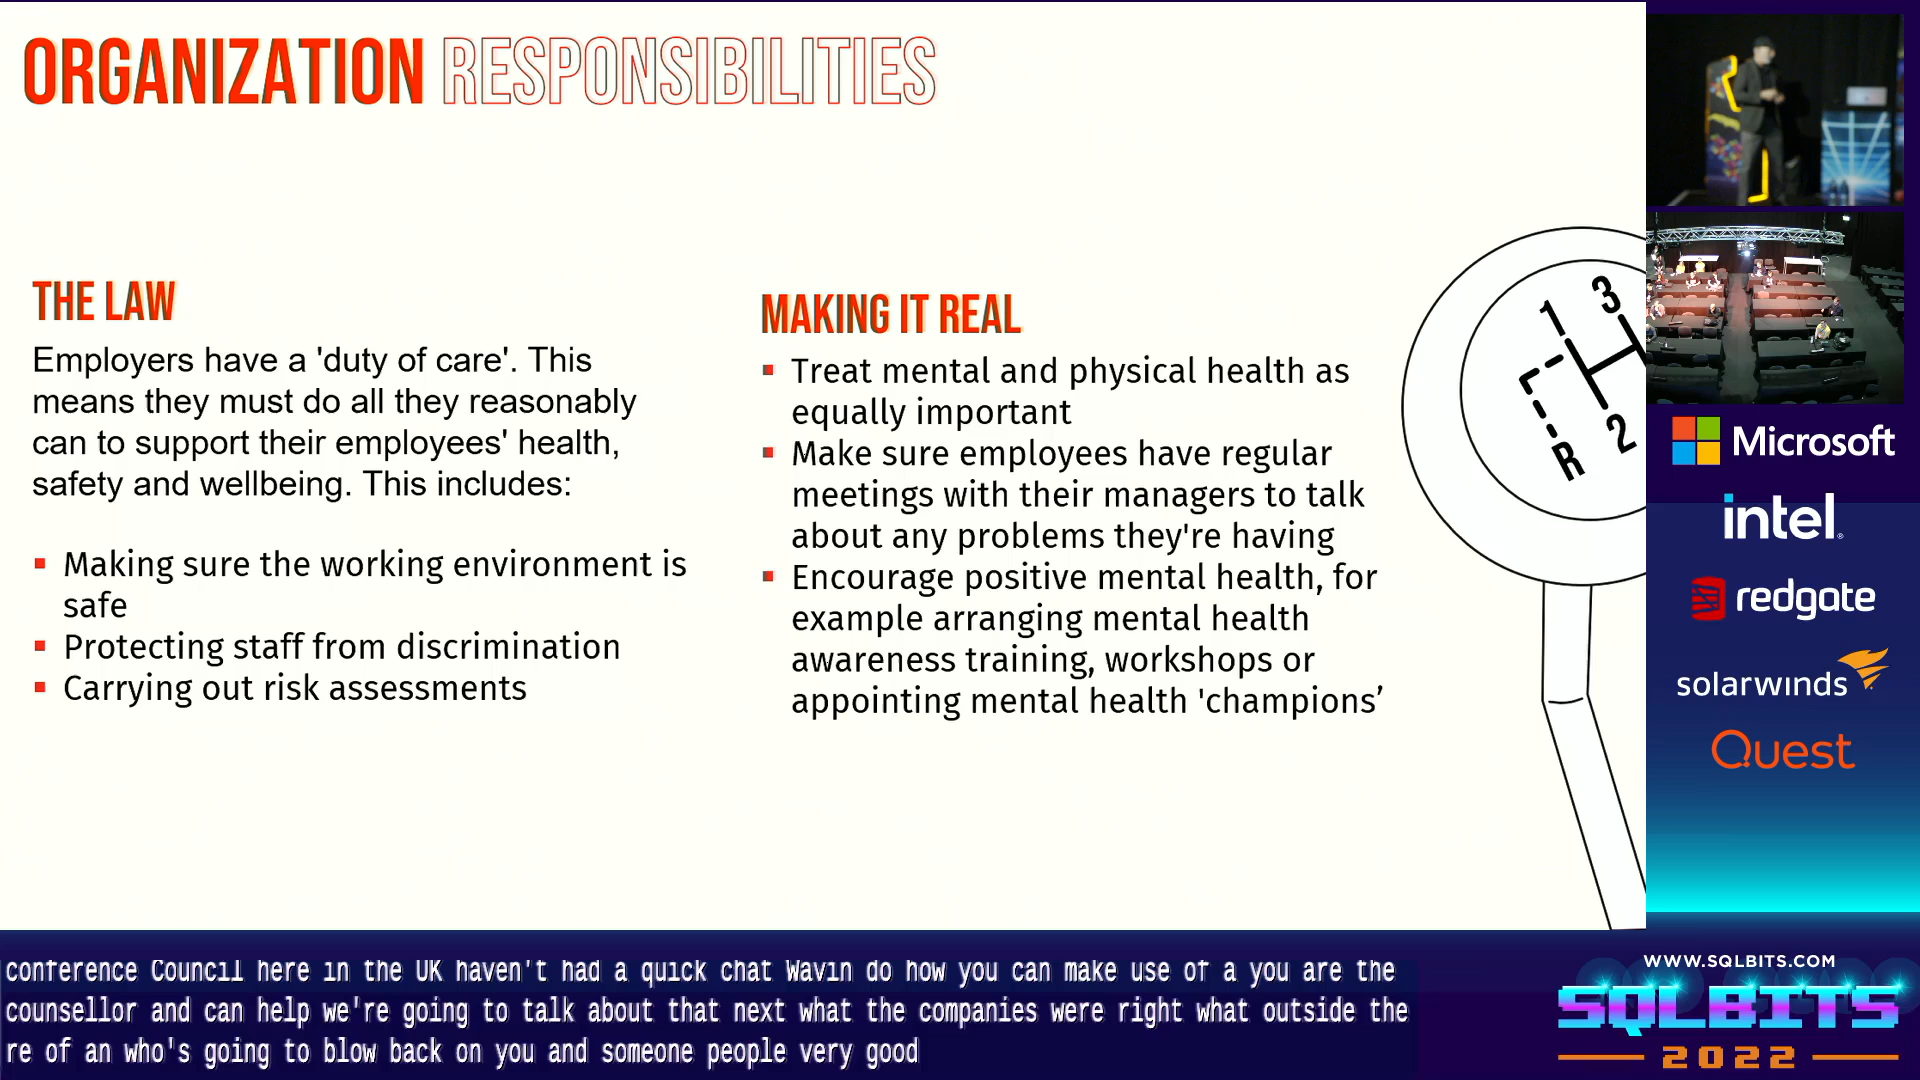 ORGANIZATION RESPONSIBILITIES
THE LAW
Employers have a 'duty of care'. This
means they must do all they reasonably
can to support their employees' health,
safety and wellbeing. This includes:
Making sure the working environment is
safe
Protecting staff from discrimination
Carrying out risk assessments
MAKING IT REAL
Treat mental and physical health as
equally important
Make sure employees have regular
meetings with their managers to talk
about any problems they're having
Encourage positive mental health, for
example arranging mental health
awareness training, workshops or
appointing mental health 'champions’
1 3
R 2
Microsoft
intel.
redgate
solarwinds
Quest
conference Council here in the UK haven't had a quick chat Wavin do how you can make use of a you are the
counsellor and can help we're going to talk about that next what the companies were right what outside the
re of an who's going to blow back on you and someone people very good
WWW.SQLBITS.COM
SQLBITS
2022